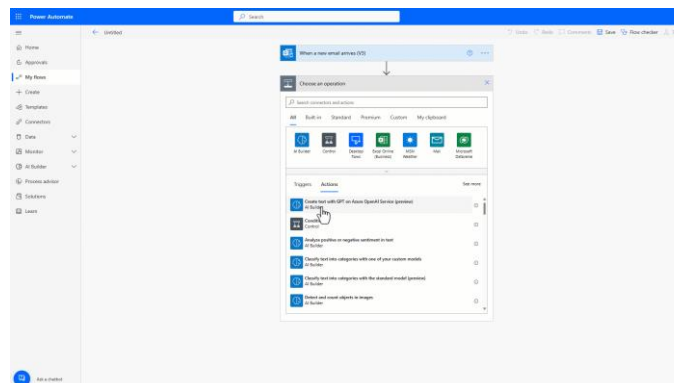 Power Automate
Search
Untitled
Undo
Redo
Comments
Save
Flow checker
Home
Approvals
My flows
Create
Templates
Connectors
Data
Monitor
AI Builder
Process advisor
Solutions
Learn
Ask a chatbot
When a new email arrives (V3)
Choose an operation
Search connectors and actions
All
Built-in
Standard
Premium
Custom
My clipboard
AI Builder
Control
Desktop flows
Excel Online (Business)
MSN Weather
Mail
Microsoft Dataverse
Triggers
Actions
See more
Create text with GPT on Azure OpenAI Service (preview)
AI Builder
Control
Analyze positive or negative sentiment in text
AI Builder
Classify text into categories with one of your custom models
AI Builder
Classify text into categories with the standard model (preview)
AI Builder
Detect and count objects in images
AI Builder